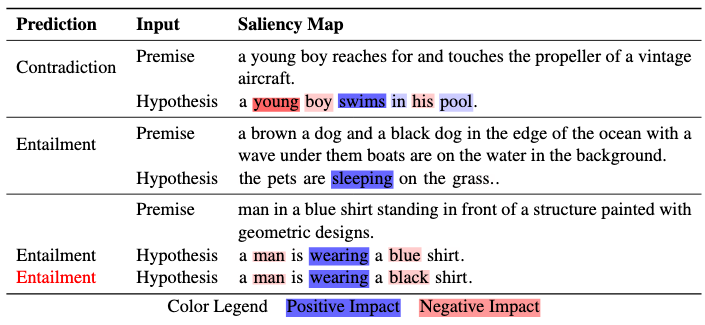 Prediction Input Saliency Map
Contradiction Premise a young boy reaches for and touches the propeller of a vintage
aircraft.
Hypothesis a young boy swims in his pool.
Entailment Premise a brown a dog and a black dog in the edge of the ocean with a
wave under them boats are on the water in the background.
Hypothesis the pets are sleeping on the grass..
Premise man in a blue shirt standing in front of a structure painted with
geometric designs.
Entailment Hypothesis a man is wearing a blue shirt.
Entailment Hypothesis a man is wearing a black shirt.
Color Legend Positive Impact Negative Impact